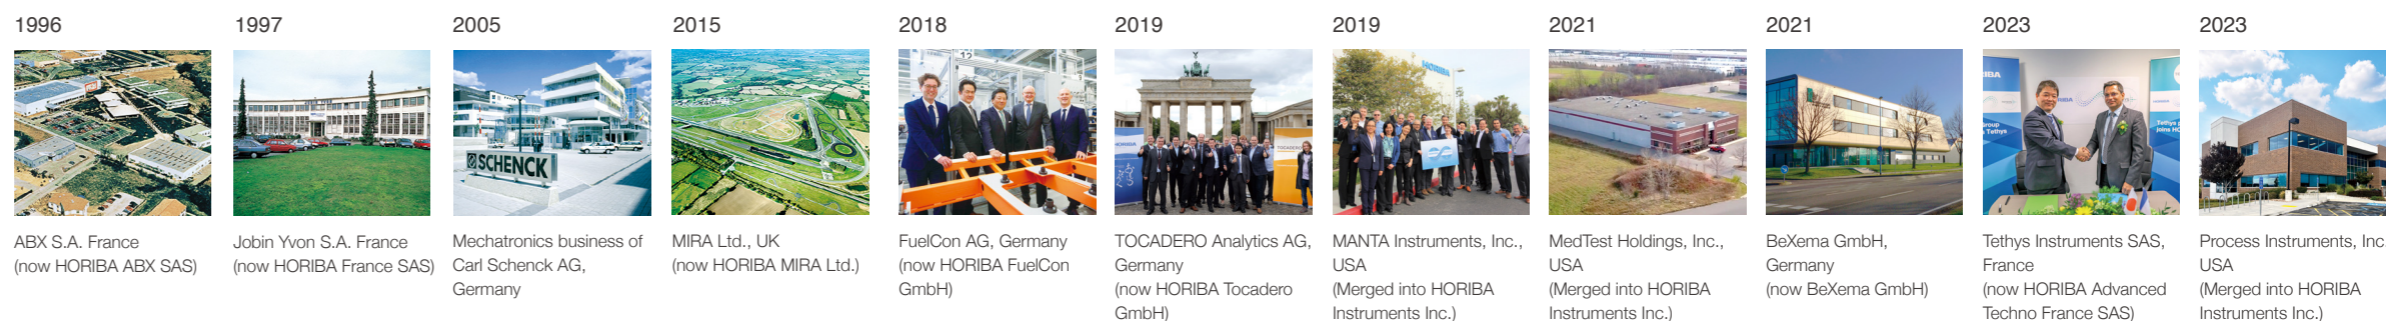 1996
1997
2005
2015
2018
2019
2019
2021
2021
2023
2023
SCHENCK
HORIBA
TOCADERO
HORIBA
Tethys
ABX S.A. France
(now HORIBA ABX SAS)
Jobin Yvon S.A. France
(now HORIBA France SAS)
Mechatronics business of
Carl Schenck AG,
Germany
MIRA Ltd., UK
(now HORIBA MIRA Ltd.)
FuelCon AG, Germany
(now HORIBA FuelCon
GmbH)
TOCADERO Analytics AG,
Germany
(now HORIBA Tocadero
GmbH)
MANTA Instruments, Inc.,
USA
(Merged into HORIBA
Instruments Inc.)
MedTest Holdings, Inc.,
USA
(Merged into HORIBA
Instruments Inc.)
BeXema GmbH,
Germany
(now BeXema GmbH)
Tethys Instruments SAS,
France
(now HORIBA Advanced
Techno France SAS)
Process Instruments, Inc
USA
(Merged into HORIBA
Instruments Inc.)